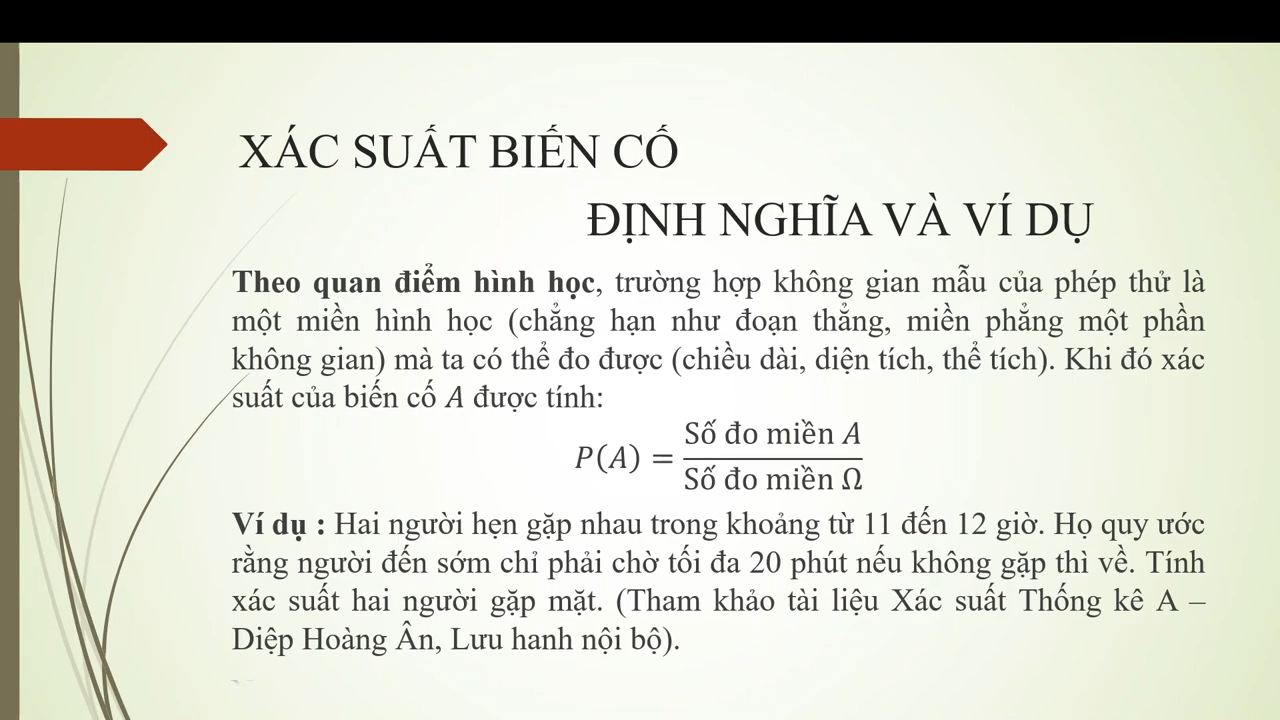 XÁC SUẤT BIẾN CỐ
ĐỊNH NGHĨA VÀ VÍ DỤ
Theo quan điểm hình học, trường hợp không gian mẫu của phép thử là
một miền hình học (chẳng hạn như đoạn thẳng, miền phẳng một phần
không gian) mà ta có thể đo được (chiều dài, diện tích, thể tích). Khi đó xác
suất của biến cố A được tính:
P(A) = Số đo miền A / Số đo miền Ω
Ví dụ : Hai người hẹn gặp nhau trong khoảng từ 11 đến 12 giờ. Họ quy ước
rằng người đến sớm chỉ phải chờ tối đa 20 phút nếu không gặp thì về. Tính
xác suất hai người gặp mặt. (Tham khảo tài liệu Xác suất Thống kê A –
Diệp Hoàng Ân, Lưu hanh nội bộ).